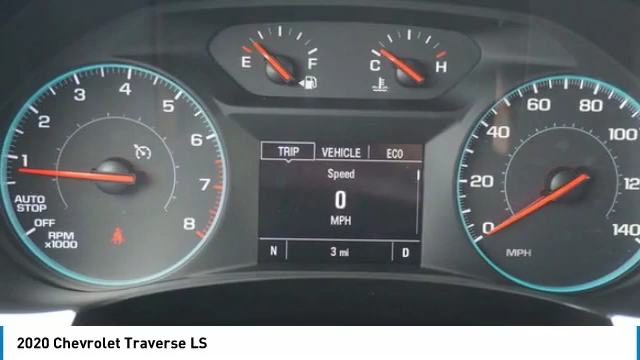 E F
C H
1 2 3 4 5 6 7 8
AUTO
STOP
OFF
RPM
x1000
TRIP VEHICLE ECO
Speed
0
MPH
N 3 mi D
0 20 40 60 80 100 12 140
MPH
2020 Chevrolet Traverse LS